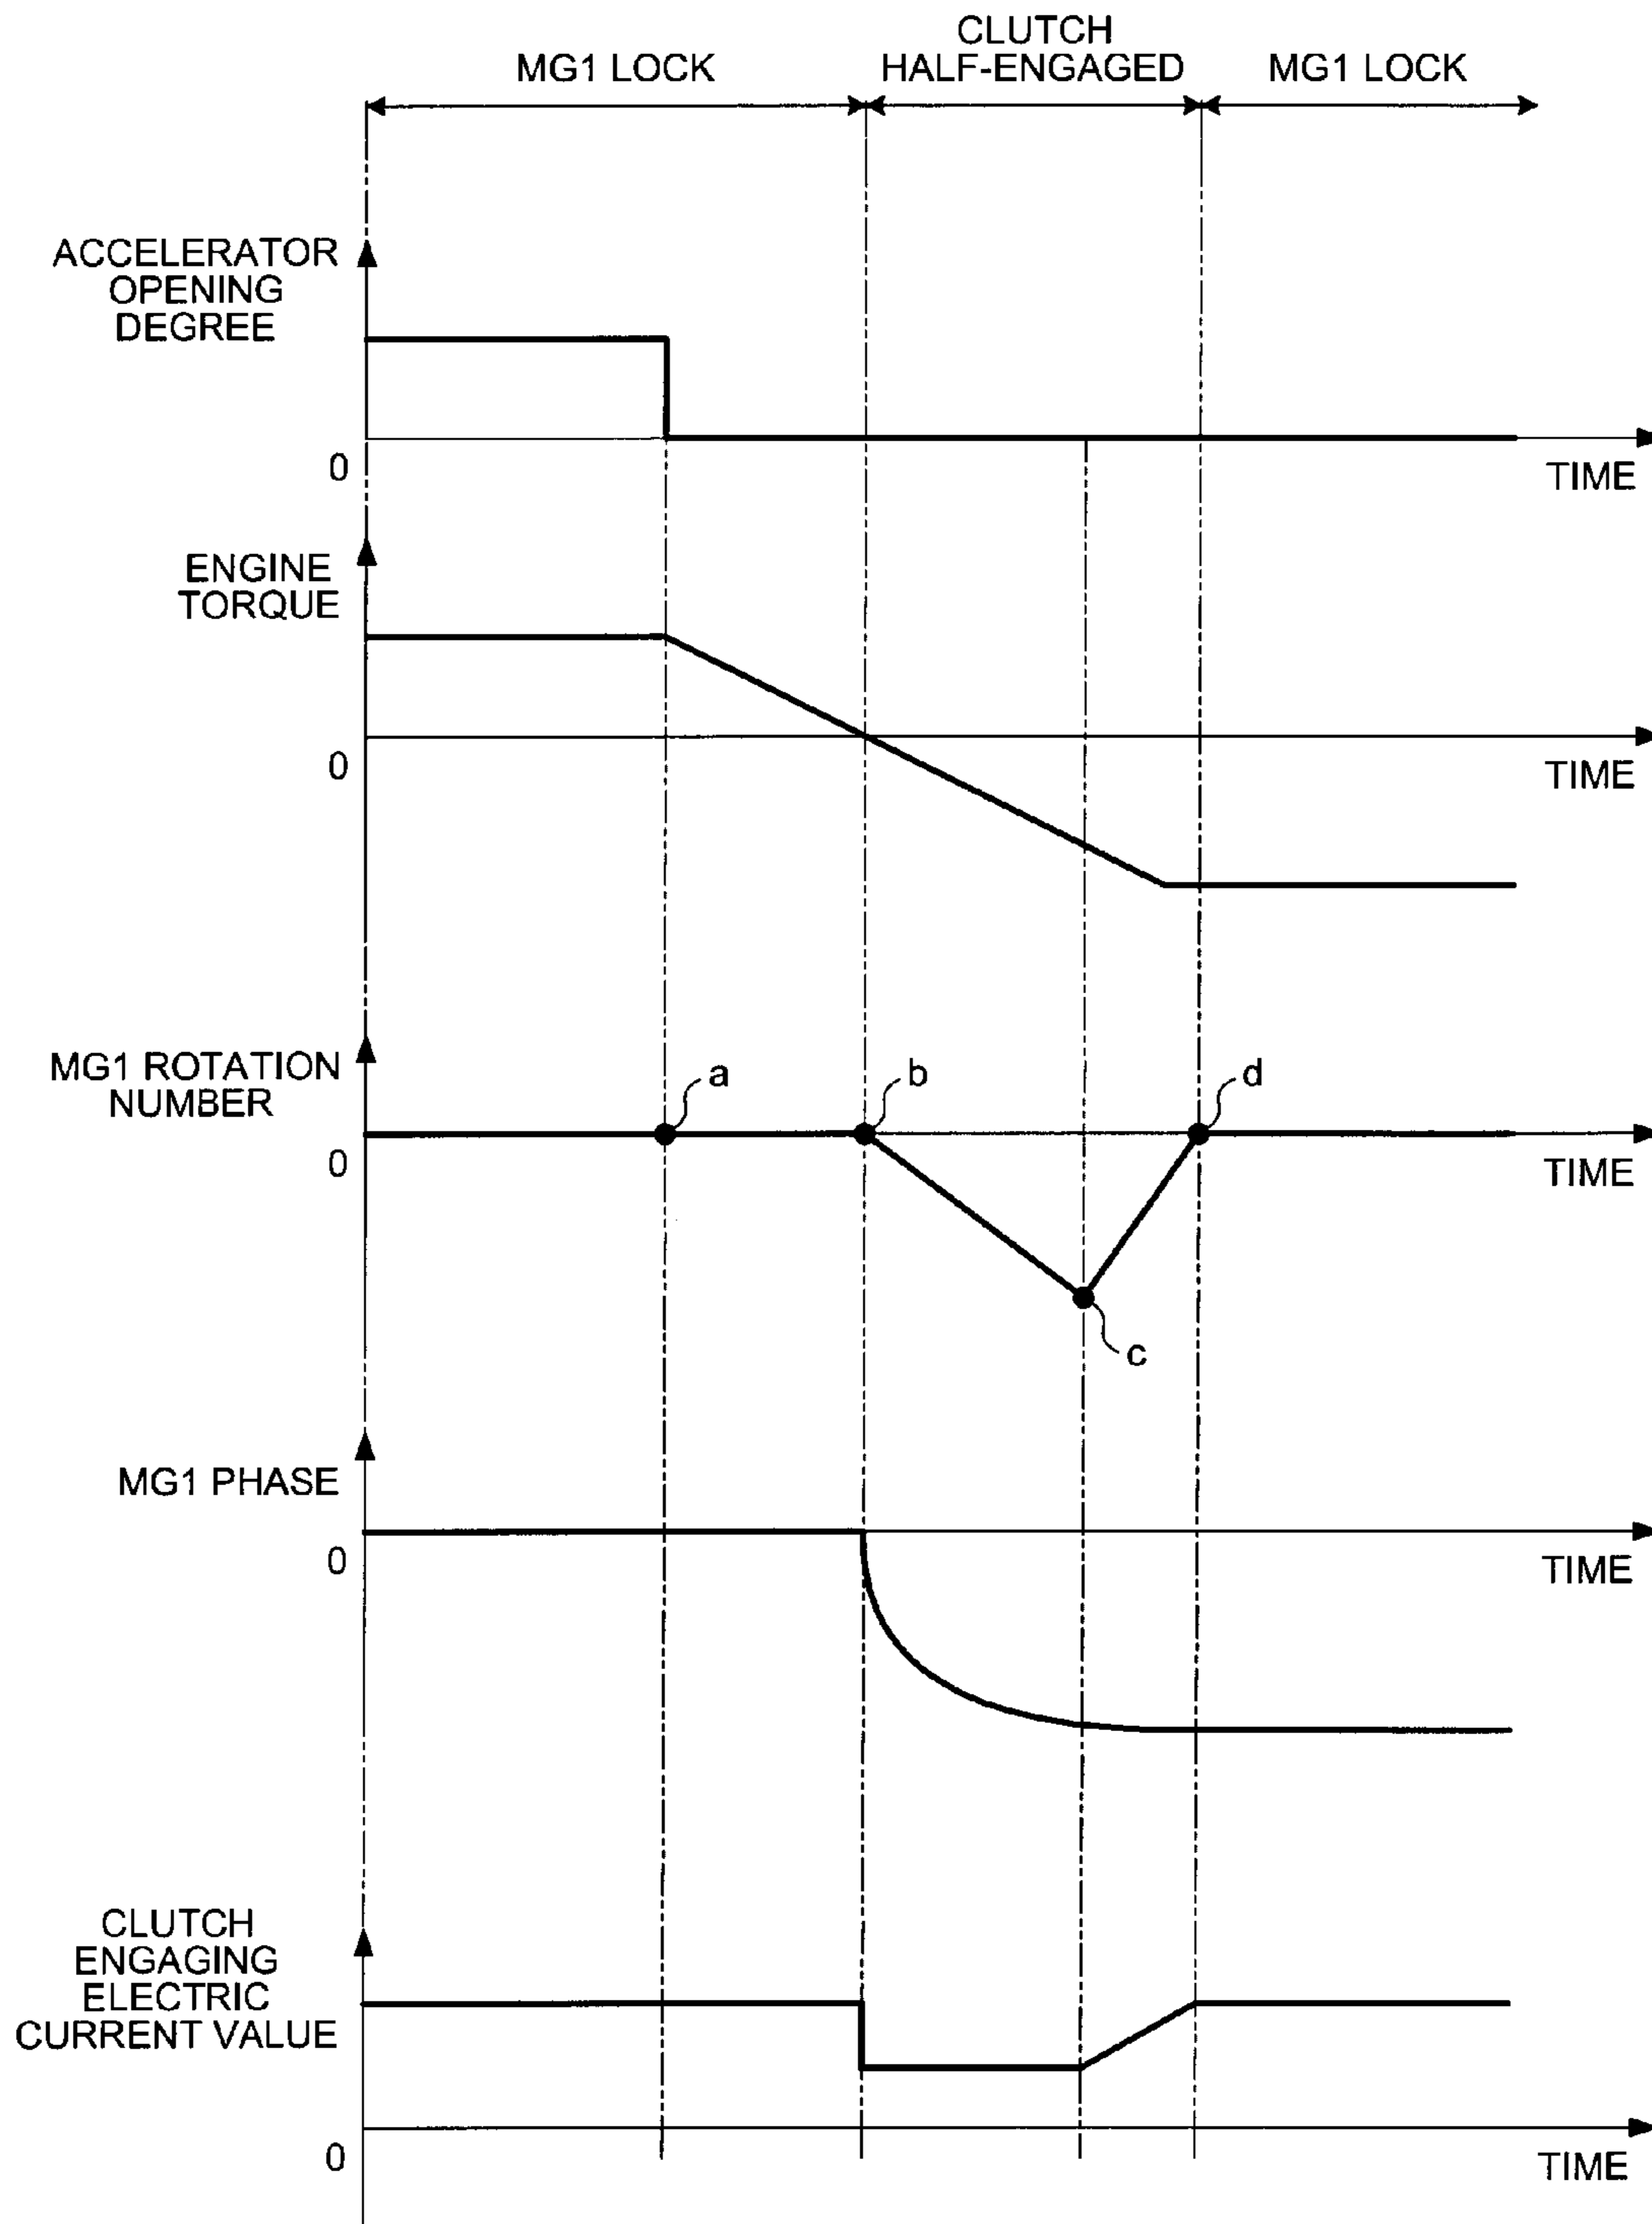 MG1 LOCK
CLUTCH
HALF-ENGAGED
MG1 LOCK
ACCELERATOR
OPENING
DEGREE
0
TIME
ENGINE
TORQUE
0
TIME
MG1 ROTATION
NUMBER
a
b
d
0
TIME
c
MG1 PHASE
0
TIME
CLUTCH
ENGAGING
ELECTRIC
CURRENT VALUE
0
TIME